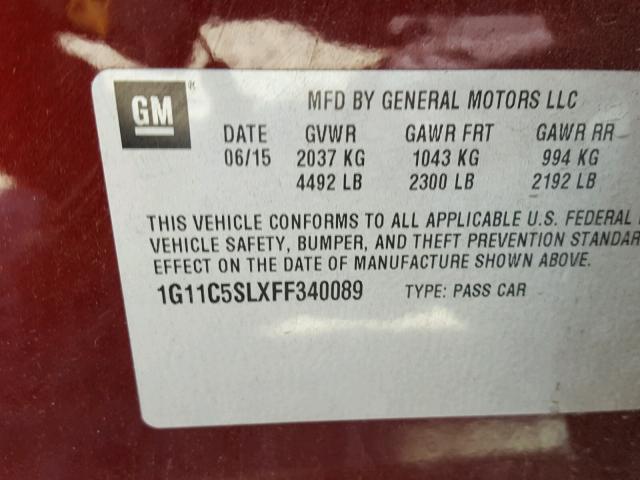 GM®
MFD BY GENERAL MOTORS LLC
DATE GVWR GAWR FRT GAWR RR
06/15 2037 KG 1043 KG 994 KG
4492 LB 2300 LB 2192 LB
THIS VEHICLE CONFORMS TO ALL APPLICABLE U.S. FEDERAL
VEHICLE SAFETY, BUMPER, AND THEFT PREVENTION STANDAR
EFFECT ON THE DATE OF MANUFACTURE SHOWN ABOVE.
1G11C5SLXFF340089 TYPE: PASS CAR